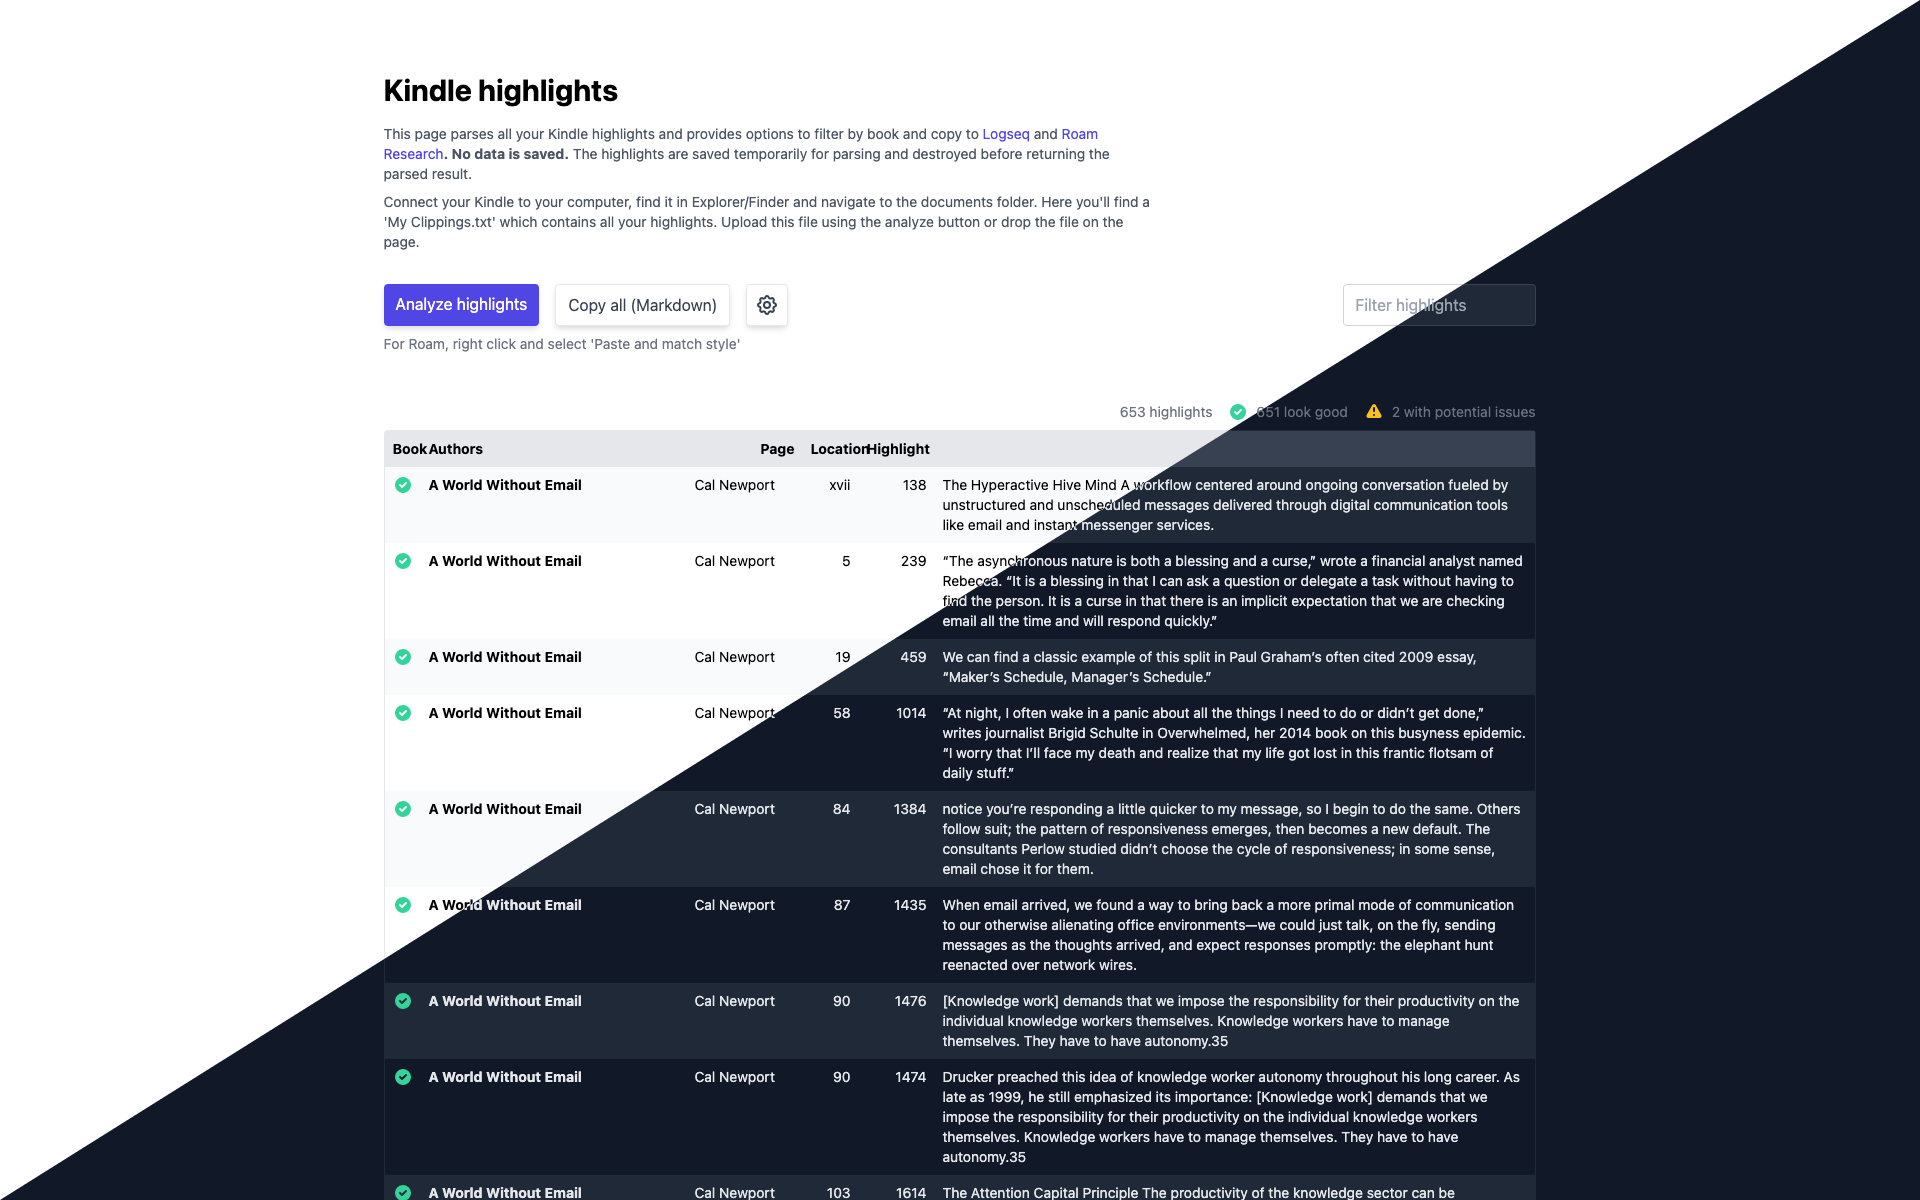 Kindle highlights
This page parses all your Kindle highlights and provides options to filter by book and copy to Logseq and Roam
Research. No data is saved. The highlights are saved temporarily for parsing and destroyed before returning the
parsed result.
Connect your Kindle to your computer, find it in Explorer/Finder and navigate to the documents folder. Here you'll find a
'My Clippings.txt' which contains all your highlights. Upload this file using the analyze button or drop the file on the
page.
Analyze highlights Copy all (Markdown) Filter highlights
For Roam, right click and select 'Paste and match style'
653 highlights 651 look good 2 with potential issues
Book Authors Page Location Highlight
A World Without Email Cal Newport xvii 138 The Hyperactive Hive Mind A workflow centered around ongoing conversation fueled by
unstructured and unscheduled messages delivered through digital communication tools
like email and instant messenger services.
A World Without Email Cal Newport 5 239 “The asynchronous nature is both a blessing and a curse,” wrote a financial analyst named
Rebecca. “It is a blessing in that I can ask a question or delegate a task without having to
find the person. It is a curse in that there is an implicit expectation that we are checking
email all the time and will respond quickly.”
A World Without Email Cal Newport 19 459 We can find a classic example of this split in Paul Graham’s often cited 2009 essay,
“Maker’s Schedule, Manager’s Schedule.”
A World Without Email Cal Newport 58 1014 “At night, I often wake in a panic about all the things I need to do or didn’t get done,”
writes journalist Brigid Schulte in Overwhelmed, her 2014 book on this busyness epidemic.
“I worry that I’ll face my death and realize that my life got lost in this frantic flotsam of
daily stuff.”
A World Without Email Cal Newport 84 1384 notice you’re responding a little quicker to my message, so I begin to do the same. Others
follow suit; the pattern of responsiveness emerges, then becomes a new default. The
consultants Perlow studied didn’t choose the cycle of responsiveness; in some sense,
email chose it for them.
A World Without Email Cal Newport 87 1435 When email arrived, we found a way to bring back a more primal mode of communication
to our otherwise alienating office environments—we could just talk, on the fly, sending
messages as the thoughts arrived, and expect responses promptly: the elephant hunt
reenacted over network wires.
A World Without Email Cal Newport 90 1476 [Knowledge work] demands that we impose the responsibility for their productivity on the
individual knowledge workers themselves. Knowledge workers have to manage
themselves. They have to have autonomy.35
A World Without Email Cal Newport 90 1474 Drucker preached this idea of knowledge worker autonomy throughout his long career. As
late as 1999, he still emphasized its importance: [Knowledge work] demands that we
impose the responsibility for their productivity on the individual knowledge workers
themselves. Knowledge workers have to manage themselves. They have to have
autonomy.35
A World Without Email Cal Newport 103 1614 The Attention Capital Principle The productivity of the knowledge sector can be